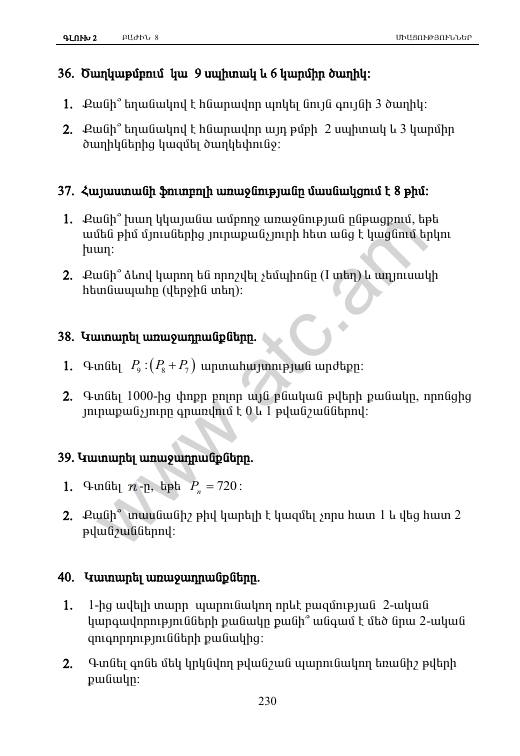 ԳԼՈՒԽ 2 ԲԱԺԻՆ 8 ՄԻԱՑՈՒԹՅՈՒՆՆԵՐ
36. Ծաղկաթմբում կա 9 սպիտակ և 6 կարմիր ծաղիկ:
1. Քանի՞ եղանակով է հնարավոր պոկել նույն գույնի 3 ծաղիկ:
2. Քանի՞ եղանակով է հնարավոր այդ թմբի 2 սպիտակ և 3 կարմիր
ծաղիկներից կազմել ծաղկեփունջ:
37. Հայաստանի ֆուտբոլի առաջնությանը մասնակցում է 8 թիմ:
1. Քանի՞ խաղ կկայանա ամբողջ առաջնության ընթացքում, եթե
ամեն թիմ մյուսներից յուրաքանչյուրի հետ անց է կացնում երկու
խաղ:
2. Քանի՞ ձևով կարող են որոշվել չեմպիոնը (I տեղ) և աղյուսակի
հետնապահը (վերջին տեղ):
38. Կատարել առաջադրանքները.
1. Գտնել P₉ : (P₈ + P₇) արտահայտության արժեքը:
2. Գտնել 1000-ից փոքր բոլոր այն բնական թվերի քանակը, որոնցից
յուրաքանչյուրը գրառվում է 0 և 1 թվանշաններով:
39. Կատարել առաջադրանքները.
1. Գտնել n-ը, եթե Pₙ = 720 :
2. Քանի՞ տասնանիշ թիվ կարելի է կազմել չորս հատ 1 և վեց հատ 2
թվանշաններով:
40. Կատարել առաջադրանքները.
1. 1-ից ավելի տարր պարունակող որևէ բազմության 2-ական
կարգավորությունների քանակը քանի՞ անգամ է մեծ նրա 2-ական
զուգորդությունների քանակից:
2. Գտնել գոնե մեկ կրկնվող թվանշան պարունակող եռանիշ թվերի
քանակը:
230
www.atc.am